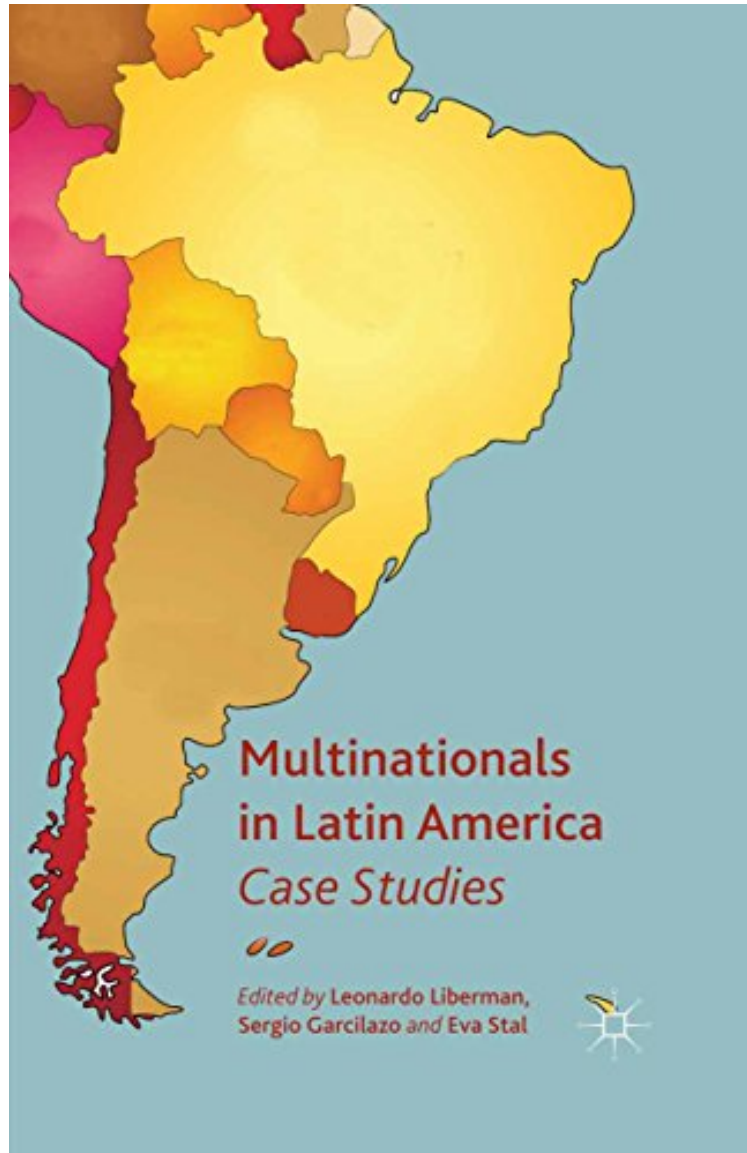 Multinationals
in Latin America
Case Studies
Edited by Leonardo Liberman,
Sergio Garcilazo and Eva Stal